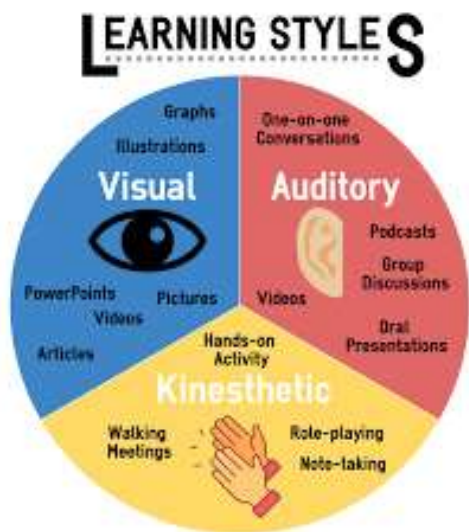 LEARNING STYLES
Graphs
Illustrations
Visual
PowerPoints
Pictures
Videos
Articles
One-on-one
Conversations
Auditory
Podcasts
Group
Discussions
Videos
Oral
Presentations
Hands-on
Activity
Kinesthetic
Walking
Meetings
Role-playing
Note-taking